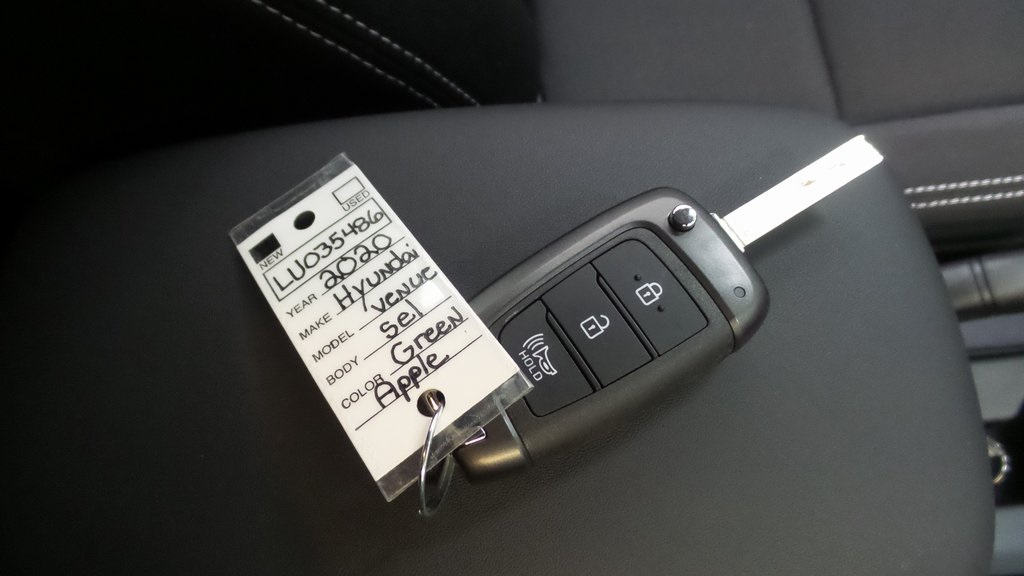 USED
NEW
LU035486
YEAR 2020
MAKE Hyundai
MODEL venue
BODY Sel
COLOR Green
Apple
HOLD